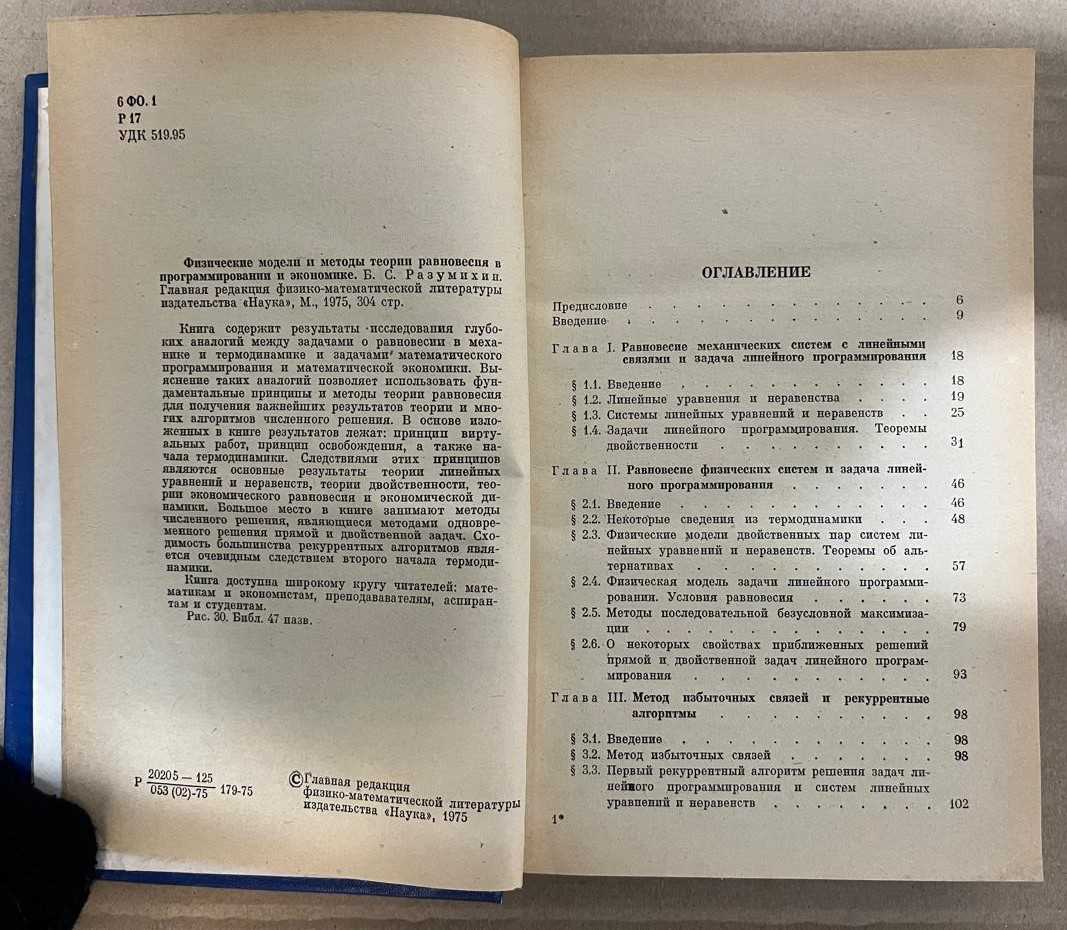 6 ФО.1
Р 17
УДК 519.95
Физические модели и методы теории равновесия в
программировании и экономике. Б. С. Разумихин.
Главная редакция физико-математической литературы
издательства «Наука», М., 1975, 304 стр.
Книга содержит результаты исследования глубо-
ких аналогий между задачами о равновесии в меха-
нике и термодинамике и задачами математического
программирования и математической экономики. Вы-
яснение таких аналогий позволяет использовать фун-
даментальные принципы и методы теории равновесия
для получения важнейших результатов теории и мно-
гих алгоритмов численного решения. В основе изло-
женных в книге результатов лежат: принцип вирту-
альных работ, принцип освобождения, а также на-
чала термодинамики. Следствиями этих принципов
являются основные результаты теории линейных
уравнений и неравенств, теории двойственности, тео-
рии экономического равновесия и экономической ди-
намики. Большое место в книге занимают методы
численного решения, являющиеся методами одновре-
менного решения прямой и двойственной задач. Схо-
димость большинства рекуррентных алгоритмов явля-
ется очевидным следствием второго начала термоди-
намики.
Книга доступна широкому кругу читателей: мате-
матикам и экономистам, преподавателям, аспиран-
там и студентам.
Рис. 30. Библ. 47 назв.
Р 20205 — 125
053 (02)-75 179-75
© Главная редакция
физико-математической литературы
издательства «Наука», 1975
ОГЛАВЛЕНИЕ
Предисловие . . . . . . . . . . . . 6
Введение . . . . . . . . . . . . 9
Глава I. Равновесие механических систем с линейными
связями и задача линейного программирования 18
§ 1.1. Введение . . . . . . . . . . . 18
§ 1.2. Линейные уравнения и неравенства . . . . 19
§ 1.3. Системы линейных уравнений и неравенств . . 25
§ 1.4. Задачи линейного программирования. Теоремы
двойственности . . . . . . . . . 31
Глава II. Равновесие физических систем и задача линей-
ного программирования . . . . . . . 46
§ 2.1. Введение . . . . . . . . . . . 46
§ 2.2. Некоторые сведения из термодинамики . . . 48
§ 2.3. Физические модели двойственных пар систем ли-
нейных уравнений и неравенств. Теоремы об аль-
тернативах . . . . . . . . . . 57
§ 2.4. Физическая модель задачи линейного программи-
рования. Условия равновесия . . . . . . 73
§ 2.5. Методы последовательной безусловной максимиза-
ции . . . . . . . . . . . . 79
§ 2.6. О некоторых свойствах приближенных решений
прямой и двойственной задач линейного програм-
мирования . . . . . . . . . . 93
Глава III. Метод избыточных связей и рекуррентные
алгоритмы . . . . . . . . . . 98
§ 3.1. Введение . . . . . . . . . . . 98
§ 3.2. Метод избыточных связей . . . . . . . 98
§ 3.3. Первый рекуррентный алгоритм решения задач ли-
нейного программирования и систем линейных
уравнений и неравенств . . . . . . . 102
1*